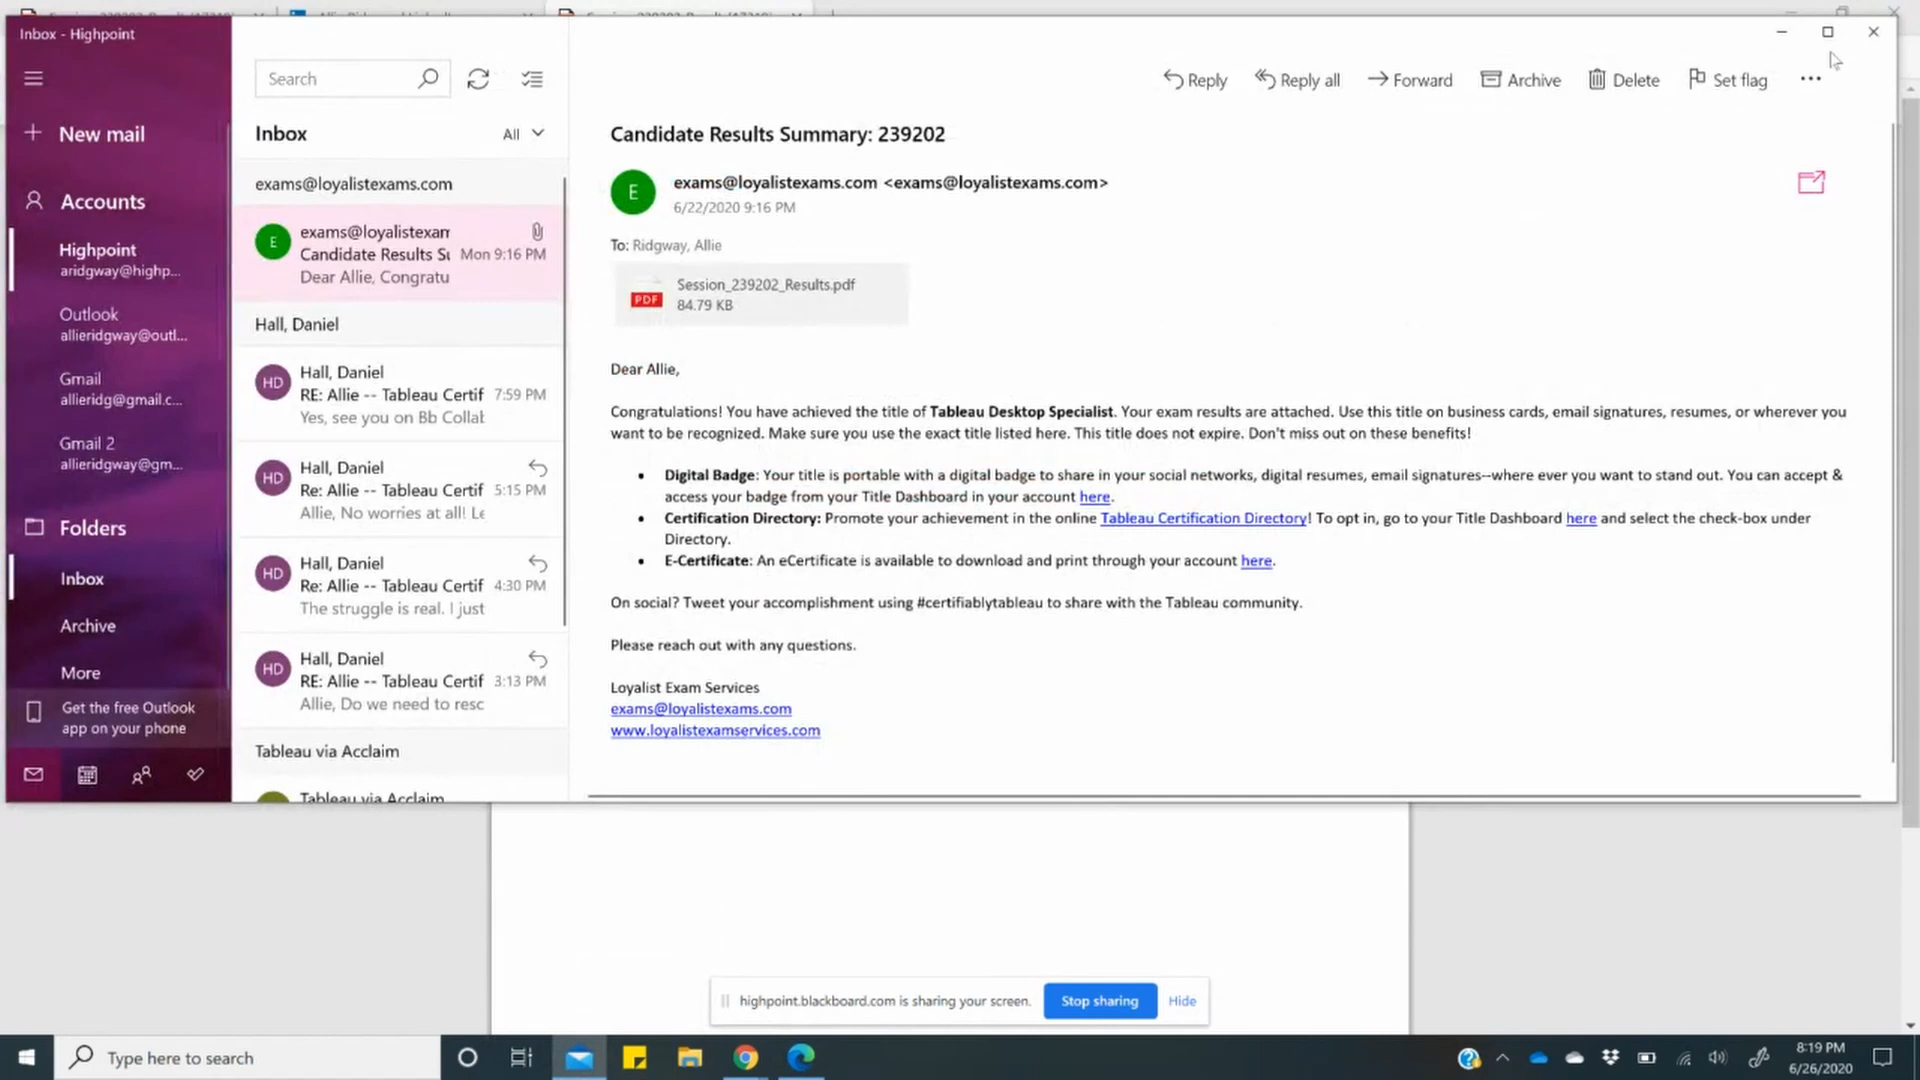 Inbox - Highpoint
New mail
Accounts
Highpoint
aridgway@highp...
Outlook
allieridgway@outl...
Gmail
allieridg@gmail.c...
Gmail 2
allieridgway@gm...
Folders
Inbox
Archive
More
Get the free Outlook
app on your phone
Search
Inbox
All
exams@loyalistexams.com
E
exams@loyalistexam
Candidate Results Su Mon 9:16 PM
Dear Allie, Congratu
Hall, Daniel
HD
Hall, Daniel
RE: Allie -- Tableau Certif 7:59 PM
Yes, see you on Bb Collab
HD
Hall, Daniel
Re: Allie -- Tableau Certif 5:15 PM
Allie, No worries at all! Le
HD
Hall, Daniel
Re: Allie -- Tableau Certif 4:30 PM
The struggle is real. I just
HD
Hall, Daniel
RE: Allie -- Tableau Certif 3:13 PM
Allie, Do we need to resc
Tableau via Acclaim
Tableau via Acclaim
Reply Reply all Forward Archive Delete Set flag
Candidate Results Summary: 239202
E
exams@loyalistexams.com <exams@loyalistexams.com>
6/22/2020 9:16 PM
To: Ridgway, Allie
PDF
Session_239202_Results.pdf
84.79 KB
Dear Allie,
Congratulations! You have achieved the title of Tableau Desktop Specialist. Your exam results are attached. Use this title on business cards, email signatures, resumes, or wherever you
want to be recognized. Make sure you use the exact title listed here. This title does not expire. Don't miss out on these benefits!
• Digital Badge: Your title is portable with a digital badge to share in your social networks, digital resumes, email signatures--where ever you want to stand out. You can accept &
access your badge from your Title Dashboard in your account here.
• Certification Directory: Promote your achievement in the online Tableau Certification Directory! To opt in, go to your Title Dashboard here and select the check-box under
Directory.
• E-Certificate: An eCertificate is available to download and print through your account here.
On social? Tweet your accomplishment using #certifiablytableau to share with the Tableau community.
Please reach out with any questions.
Loyalist Exam Services
exams@loyalistexams.com
www.loyalistexamservices.com
highpoint.blackboard.com is sharing your screen. Stop sharing Hide
Type here to search
8:19 PM
6/26/2020